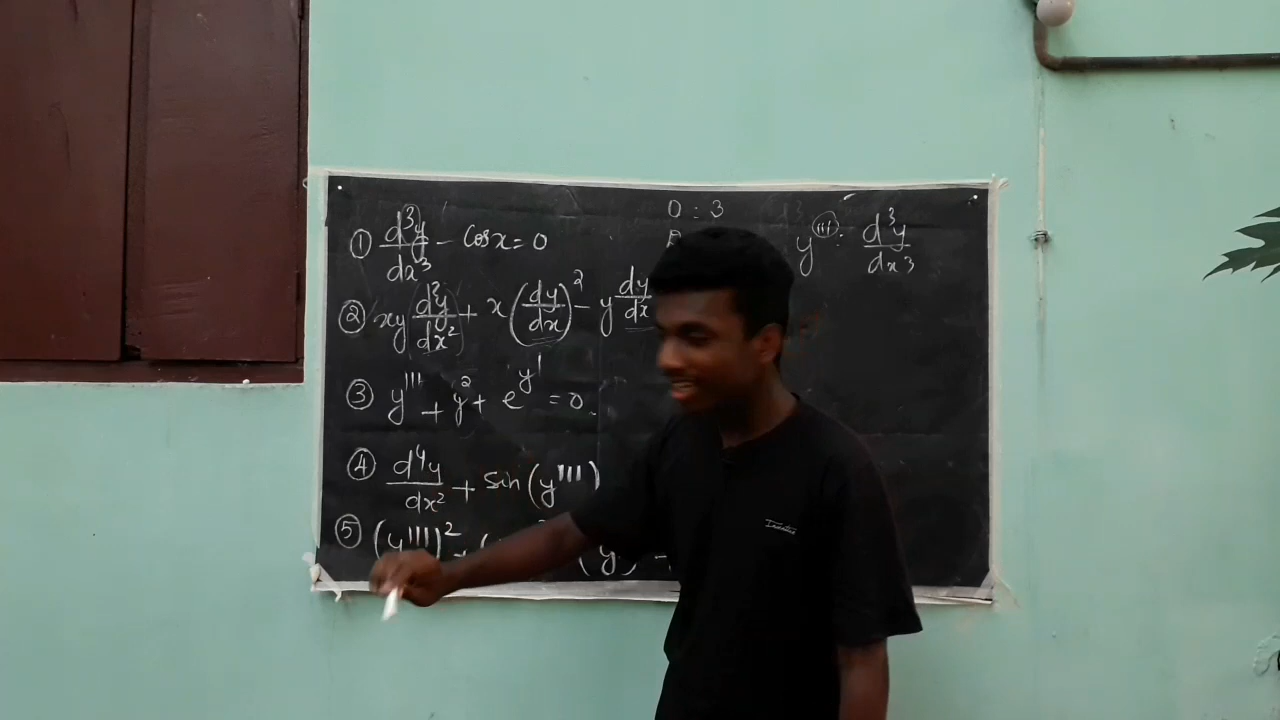 ① d³y/dx³ - Cosx = 0
O : 3
y''' : d³y/dx³
② xy d²y/dx² + x(dy/dx)² - y dy/dx
③ y''' + y² + e^y' = 0
④ d⁴y/dx² + Sin(y''')
⑤ (y''')² + (
(y)